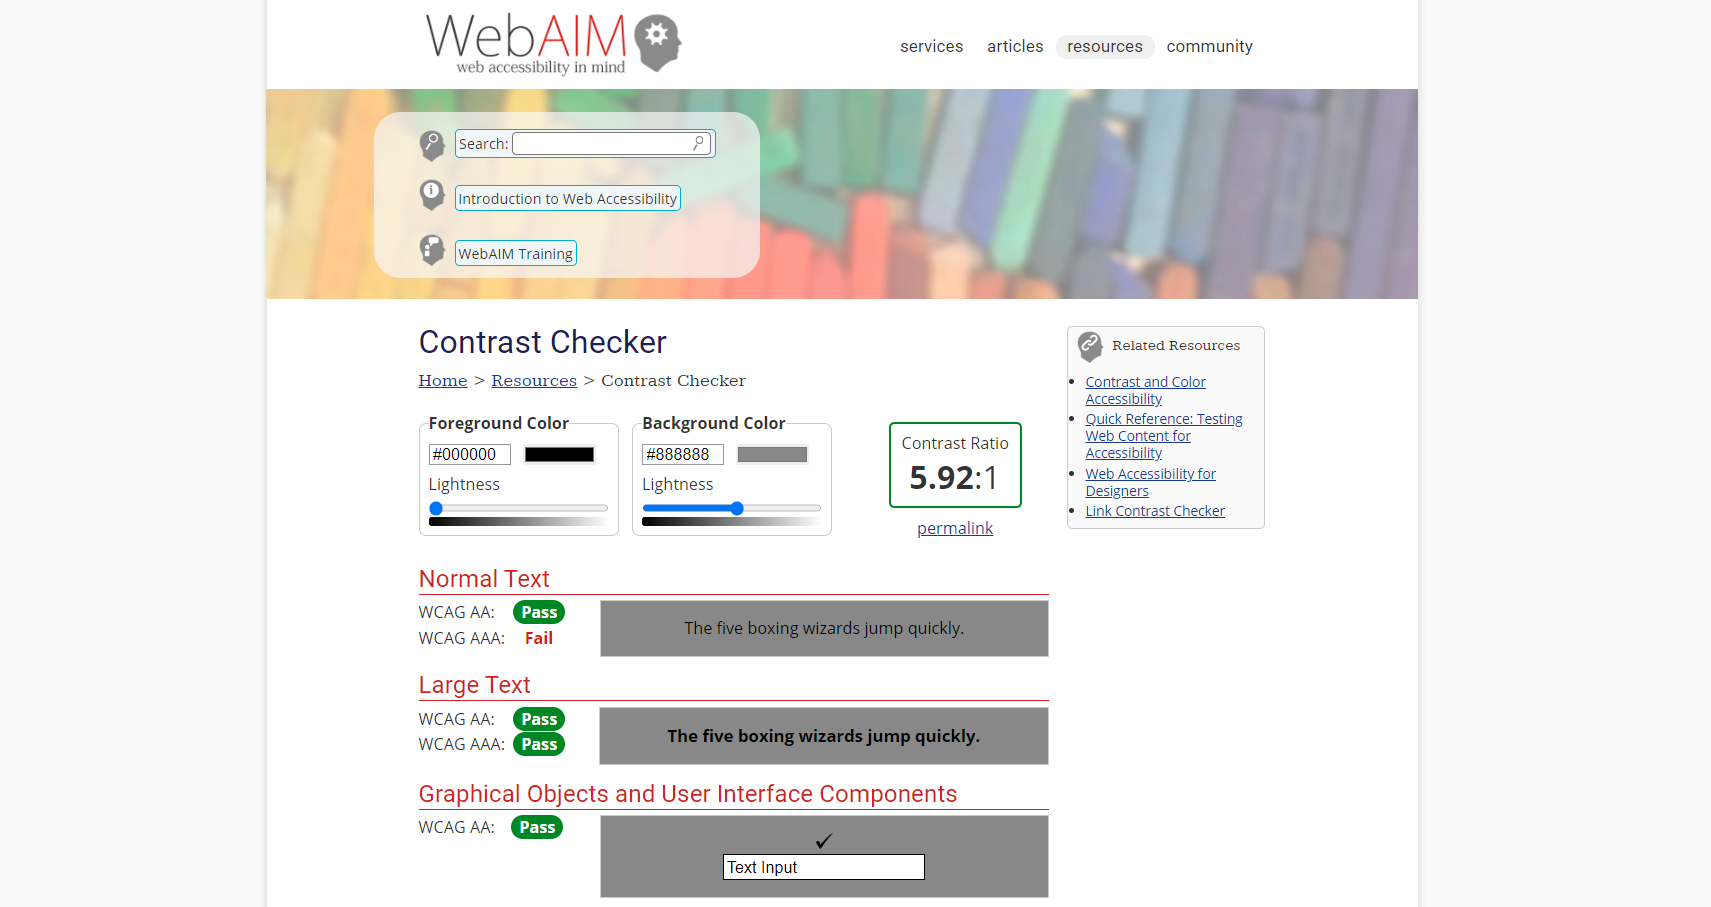 WebAIM
web accessibility in mind
services articles resources community
Search:
Introduction to Web Accessibility
WebAIM Training
Contrast Checker
Home > Resources > Contrast Checker
Foreground Color
#000000
Lightness
Background Color
#888888
Lightness
Contrast Ratio
5.92:1
permalink
Related Resources
Contrast and Color
Accessibility
Quick Reference: Testing
Web Content for
Accessibility
Web Accessibility for
Designers
Link Contrast Checker
Normal Text
WCAG AA: Pass
WCAG AAA: Fail
The five boxing wizards jump quickly.
Large Text
WCAG AA: Pass
WCAG AAA: Pass
The five boxing wizards jump quickly.
Graphical Objects and User Interface Components
WCAG AA: Pass
✓
Text Input